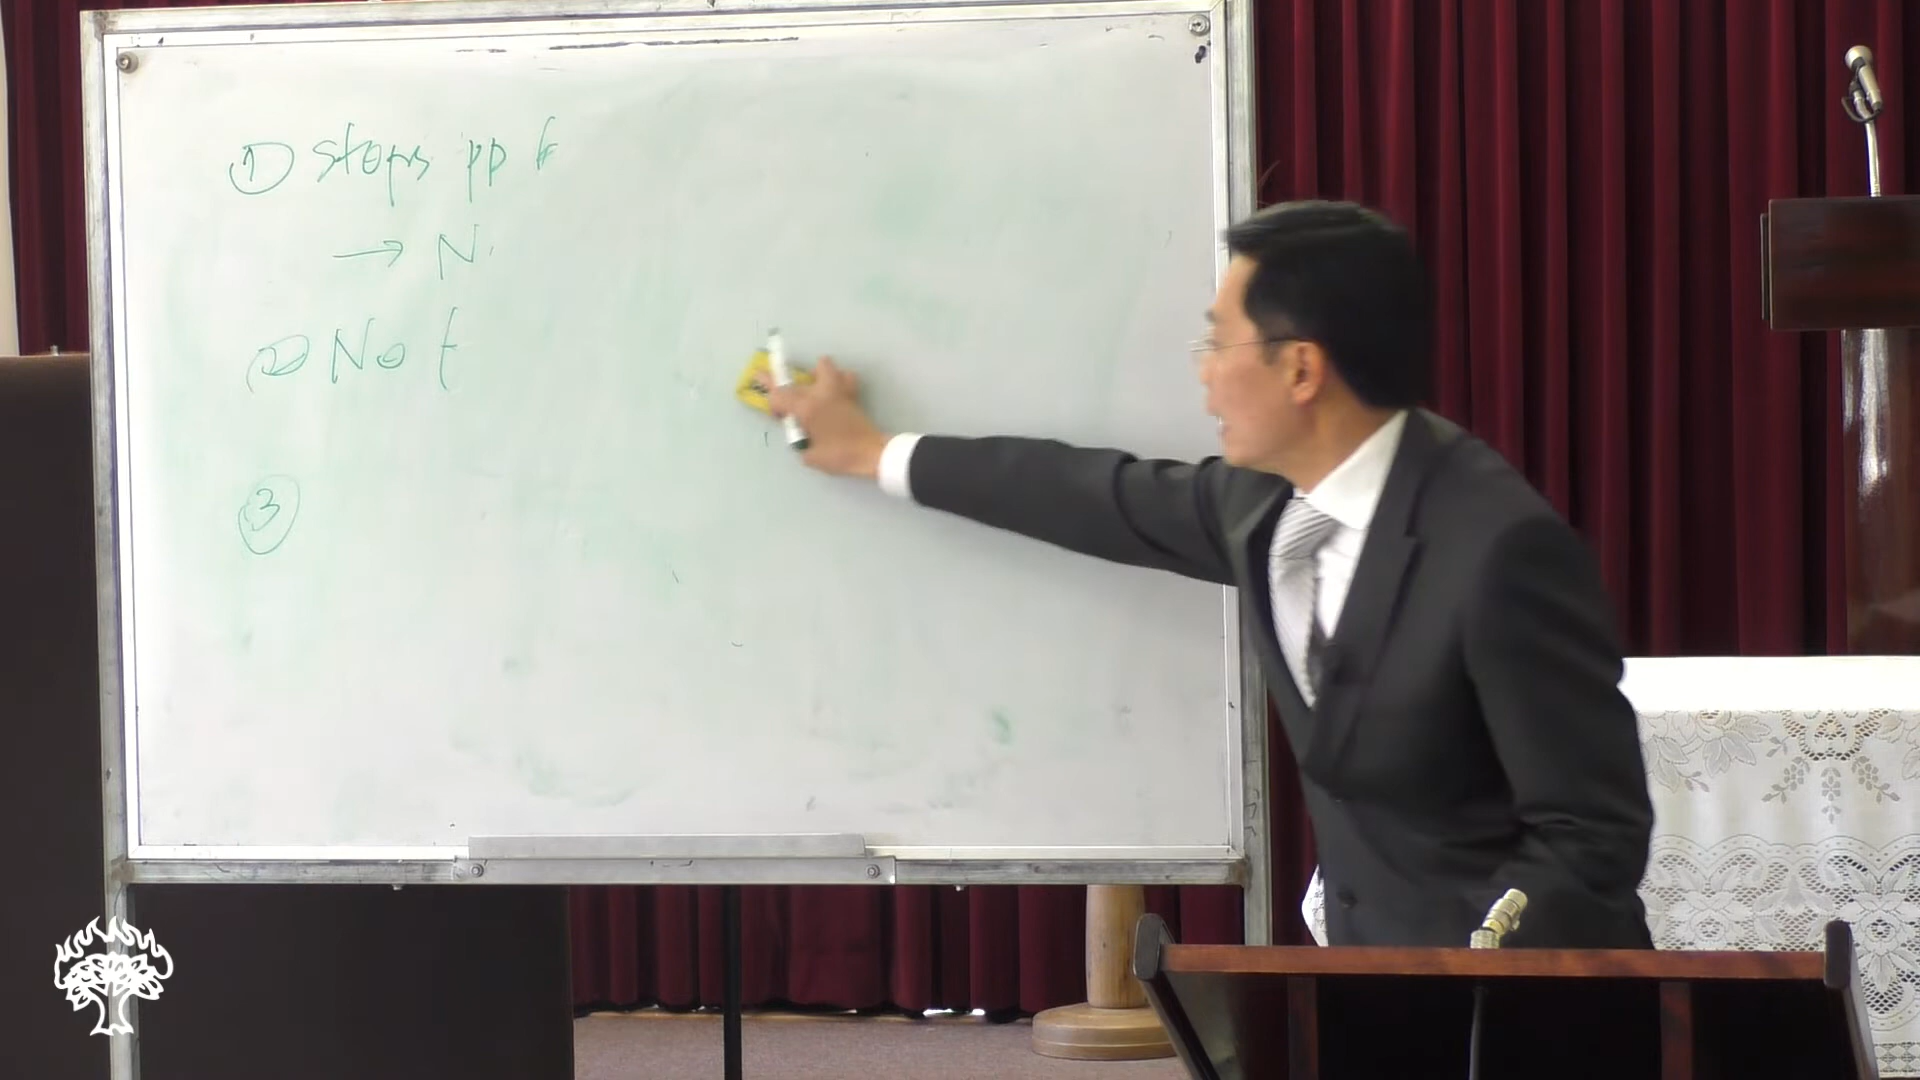 ① stops pp f
→ N.
② No t
③